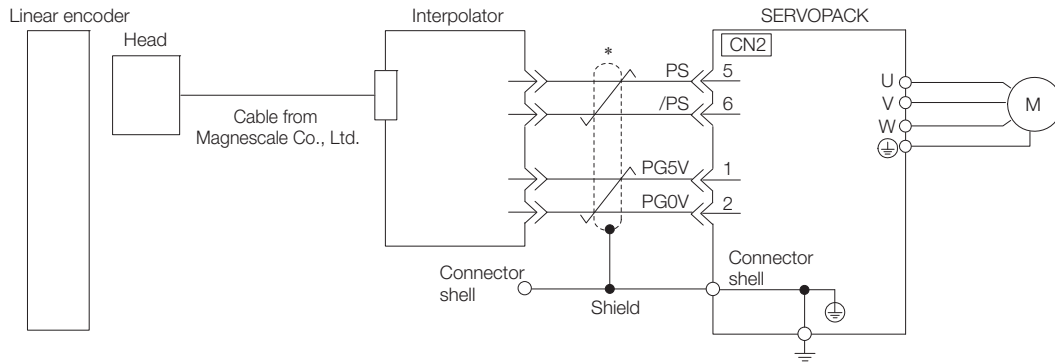 Linear encoder
Interpolator
SERVOPACK
Head
*
CN2
PS
5
/PS
6
U
V
W
M
Cable from
Magnescale Co., Ltd.
PG5V
1
PG0V
2
Connector
shell
Connector
shell
Shield